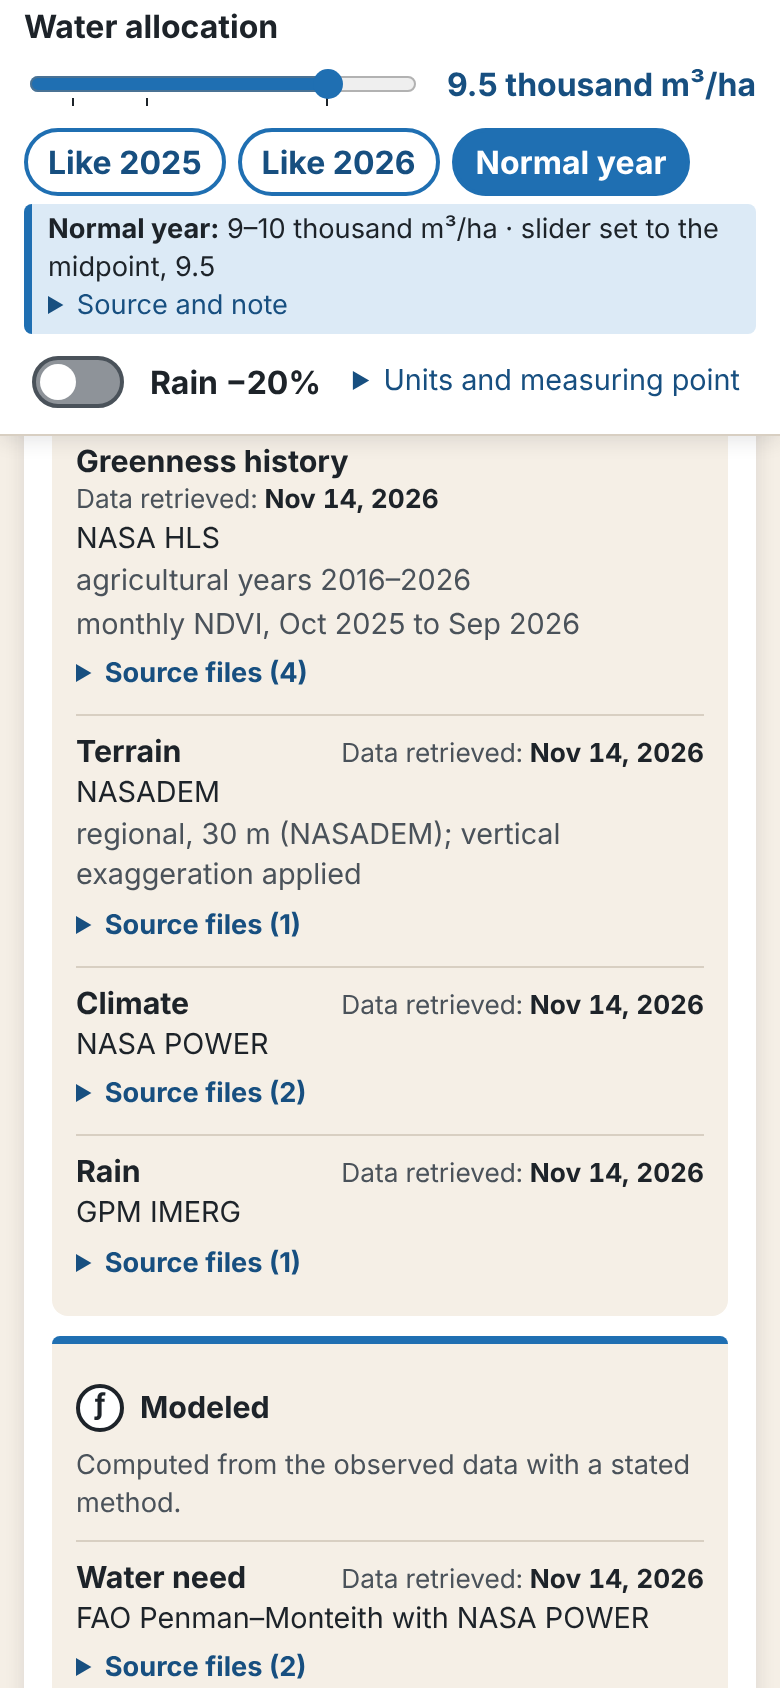 Water allocation
9.5 thousand m³/ha
Like 2025
Like 2026
Normal year
Normal year: 9–10 thousand m³/ha · slider set to the
midpoint, 9.5
Source and note
Rain −20%
Units and measuring point
Greenness history
Data retrieved: Nov 14, 2026
NASA HLS
agricultural years 2016–2026
monthly NDVI, Oct 2025 to Sep 2026
Source files (4)
Terrain
Data retrieved: Nov 14, 2026
NASADEM
regional, 30 m (NASADEM); vertical
exaggeration applied
Source files (1)
Climate
Data retrieved: Nov 14, 2026
NASA POWER
Source files (2)
Rain
Data retrieved: Nov 14, 2026
GPM IMERG
Source files (1)
ƒ Modeled
Computed from the observed data with a stated
method.
Water need
Data retrieved: Nov 14, 2026
FAO Penman–Monteith with NASA POWER
Source files (2)